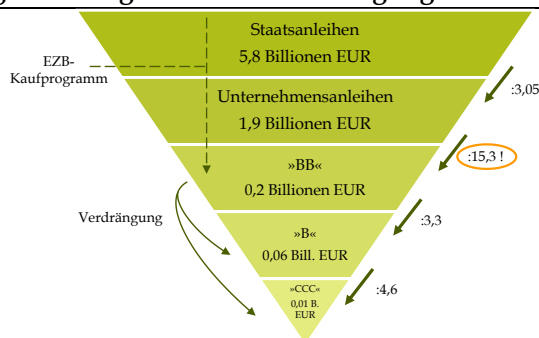 Staatsanleihen
5,8 Billionen EUR
EZB-
Kaufprogramm
:3,05
Unternehmensanleihen
1,9 Billionen EUR
:15,3 !
»BB«
0,2 Billionen EUR
Verdrängung
:3,3
»B«
0,06 Bill. EUR
:4,6
»CCC«
0,01 B.
EUR